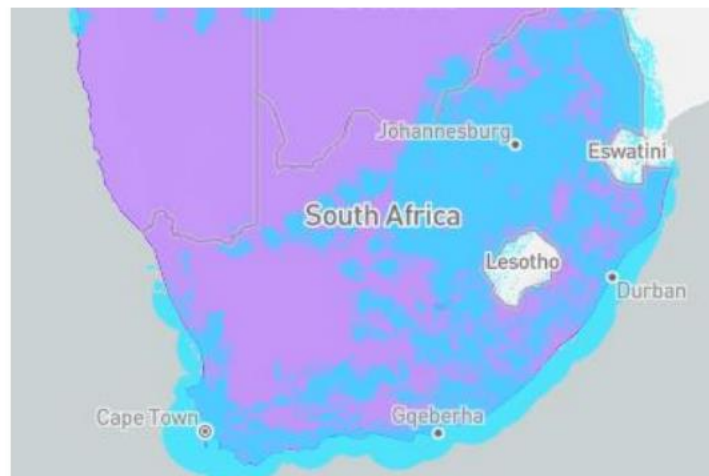 Johannesburg
Eswatini
South Africa
Lesotho
Durban
Cape Town
Gqeberha